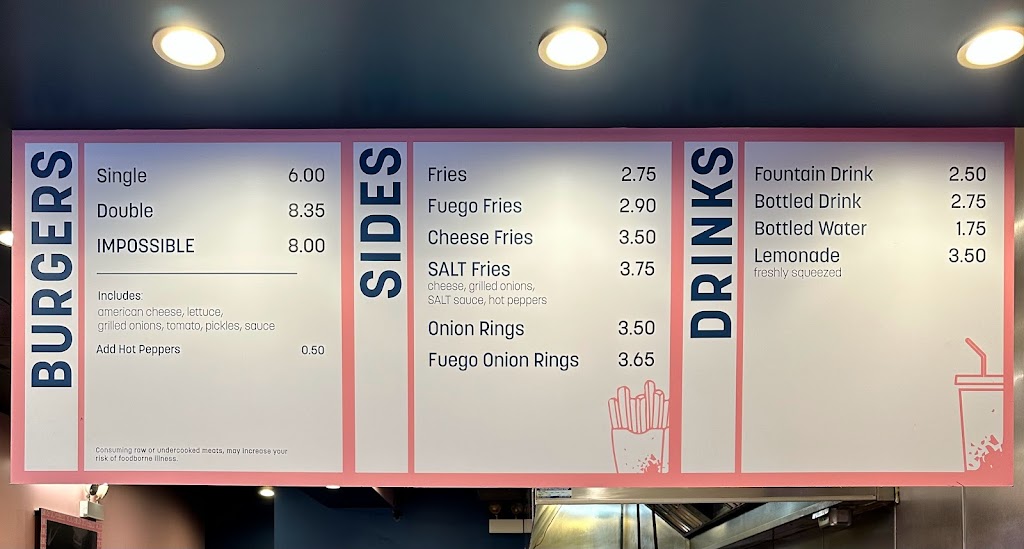 BURGERS
Single 6.00
Double 8.35
IMPOSSIBLE 8.00
Includes:
american cheese, lettuce,
grilled onions, tomato, pickles, sauce
Add Hot Peppers 0.50
Consuming raw or undercooked meats, may increase your
risk of foodborne illness.
SIDES
Fries 2.75
Fuego Fries 2.90
Cheese Fries 3.50
SALT Fries 3.75
cheese, grilled onions,
SALT sauce, hot peppers
Onion Rings 3.50
Fuego Onion Rings 3.65
DRINKS
Fountain Drink 2.50
Bottled Drink 2.75
Bottled Water 1.75
Lemonade 3.50
freshly squeezed